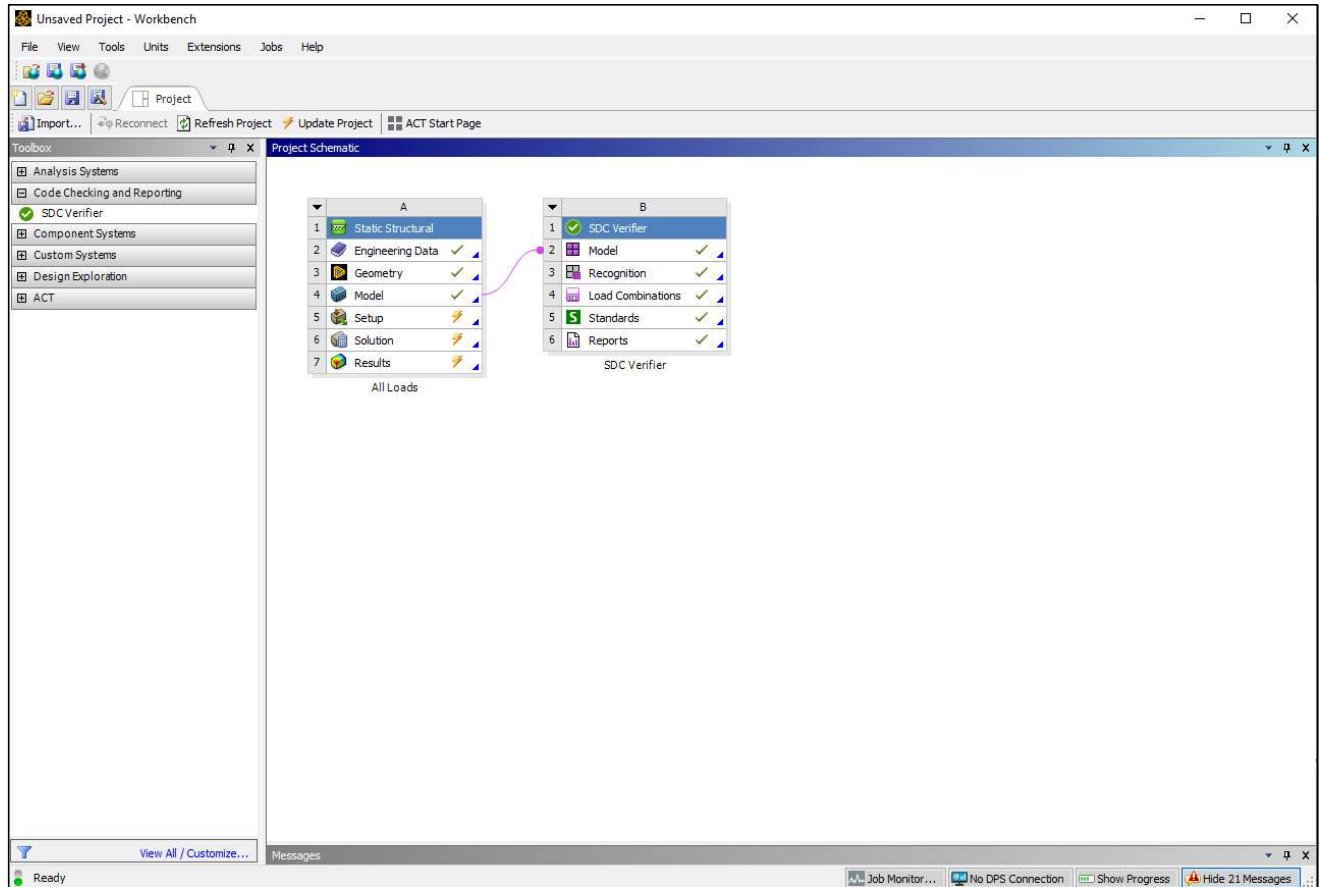 Unsaved Project - Workbench
File View Tools Units Extensions Jobs Help
Project
Import... Reconnect Refresh Project Update Project ACT Start Page
Toolbox
Analysis Systems
Code Checking and Reporting
SDC Verifier
Component Systems
Custom Systems
Design Exploration
ACT
View All / Customize...
Project Schematic
A
1 Static Structural
2 Engineering Data
3 Geometry
4 Model
5 Setup
6 Solution
7 Results
All Loads
B
1 SDC Verifier
2 Model
3 Recognition
4 Load Combinations
5 S Standards
6 Reports
SDC Verifier
Messages
Ready
Job Monitor... No DPS Connection Show Progress Hide 21 Messages